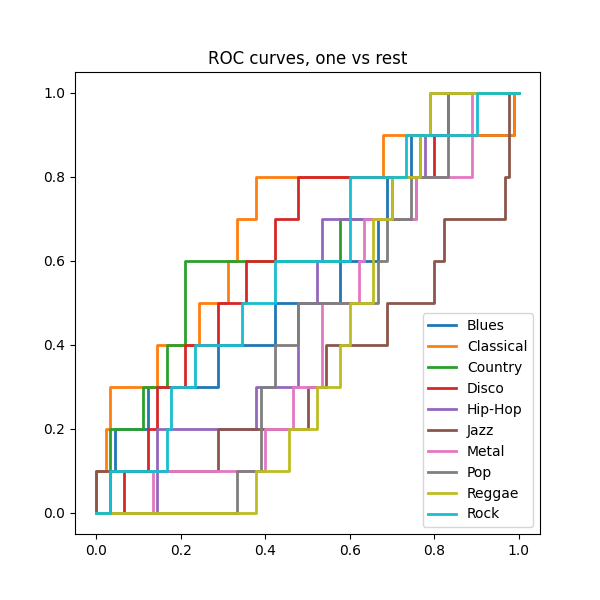 ROC curves, one vs rest
1.0
0.8
0.6
0.4
0.2
0.0
Blues
Classical
Country
Disco
Hip-Hop
Jazz
Metal
Pop
Reggae
Rock
0.0 0.2 0.4 0.6 0.8 1.0